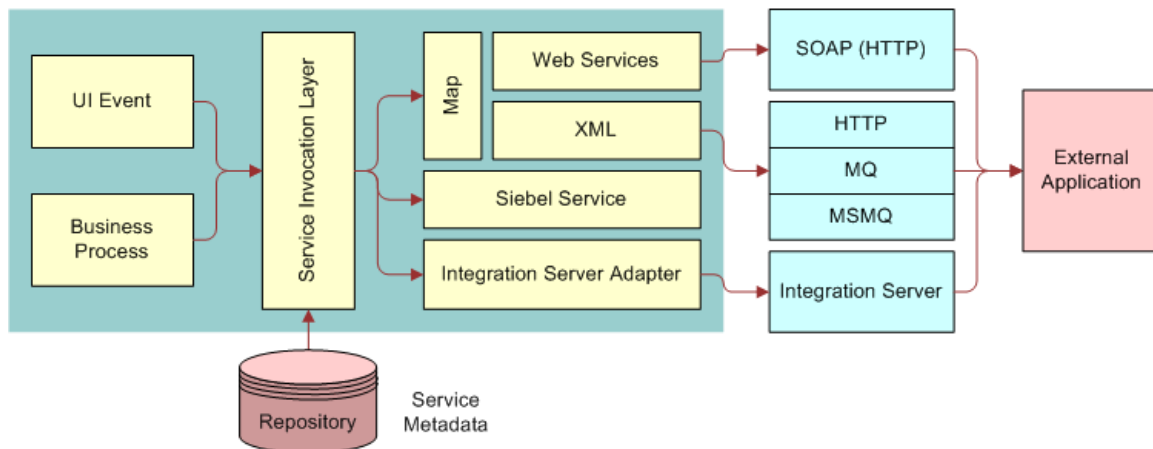 UI Event
Business
Process
Service Invocation Layer
Map
Web Services
XML
Siebel Service
Integration Server Adapter
SOAP (HTTP)
HTTP
MQ
MSMQ
Integration Server
External
Application
Repository
Service
Metadata